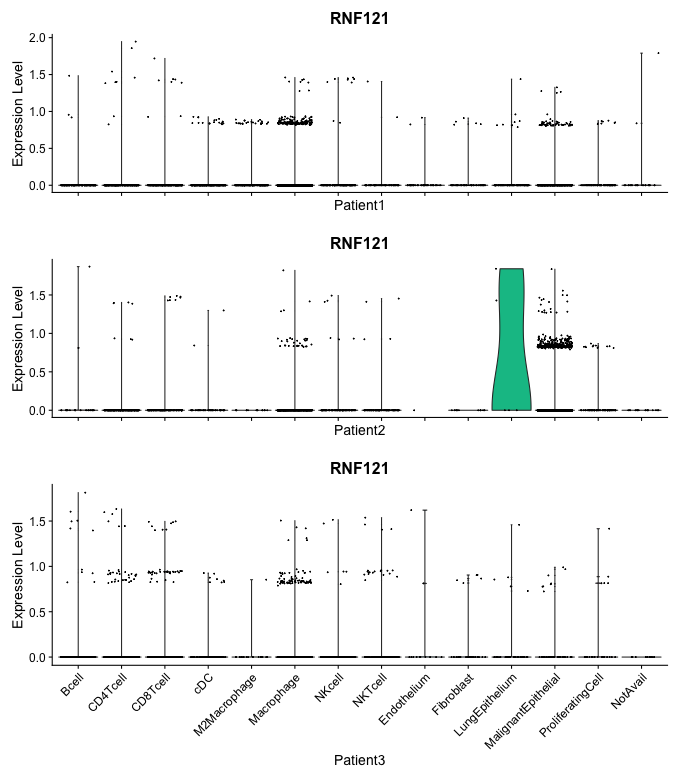 RNF121
Expression Level
2.0
1.5
1.0
0.5
0.0
Patient1
RNF121
Expression Level
1.5
1.0
0.5
0.0
Patient2
RNF121
Expression Level
1.5
1.0
0.5
0.0
Bcell
CD4Tcell
CD8Tcell
cDC
M2Macrophage
Macrophage
NKcell
NKTcell
Endothelium
Fibroblast
LungEpithelium
MalignantEpithelial
ProliferatingCell
NotAvail
Patient3